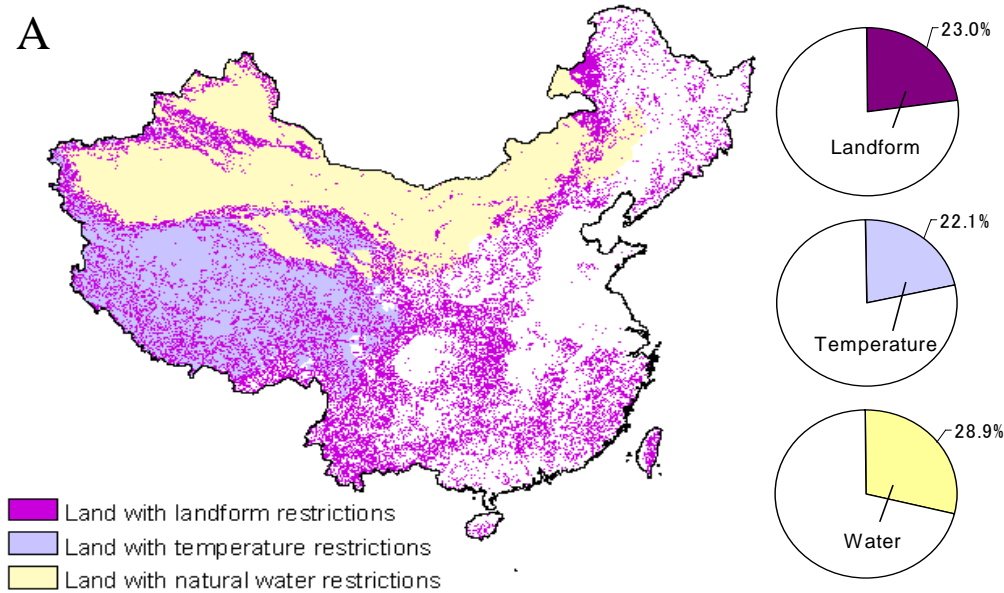 A
23.0%
Landform
22.1%
Temperature
28.9%
Water
Land with landform restrictions
Land with temperature restrictions
Land with natural water restrictions